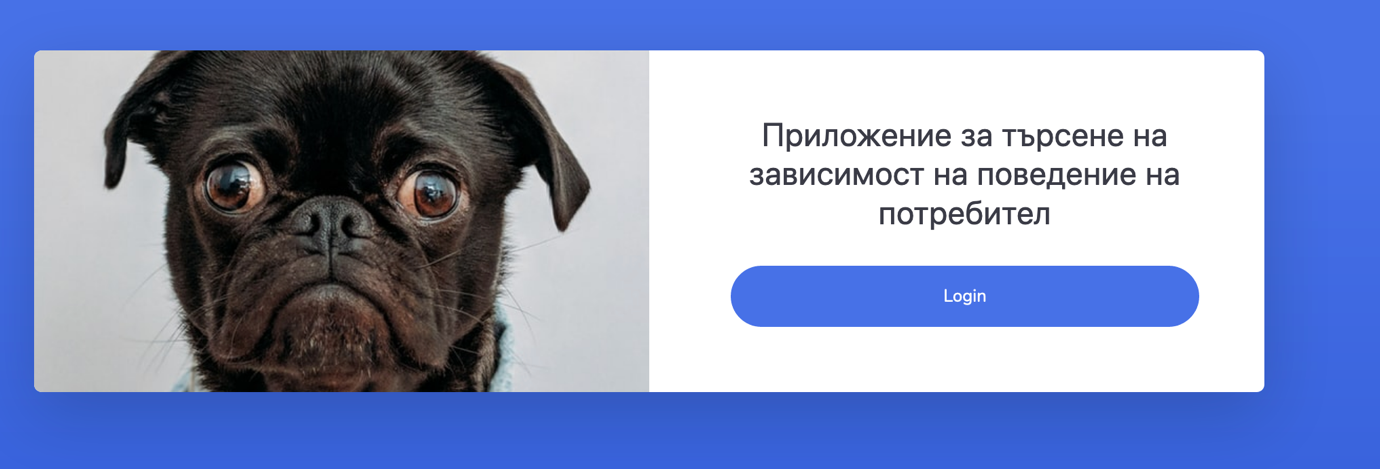 Приложение за търсене на
зависимост на поведение на
потребител
Login